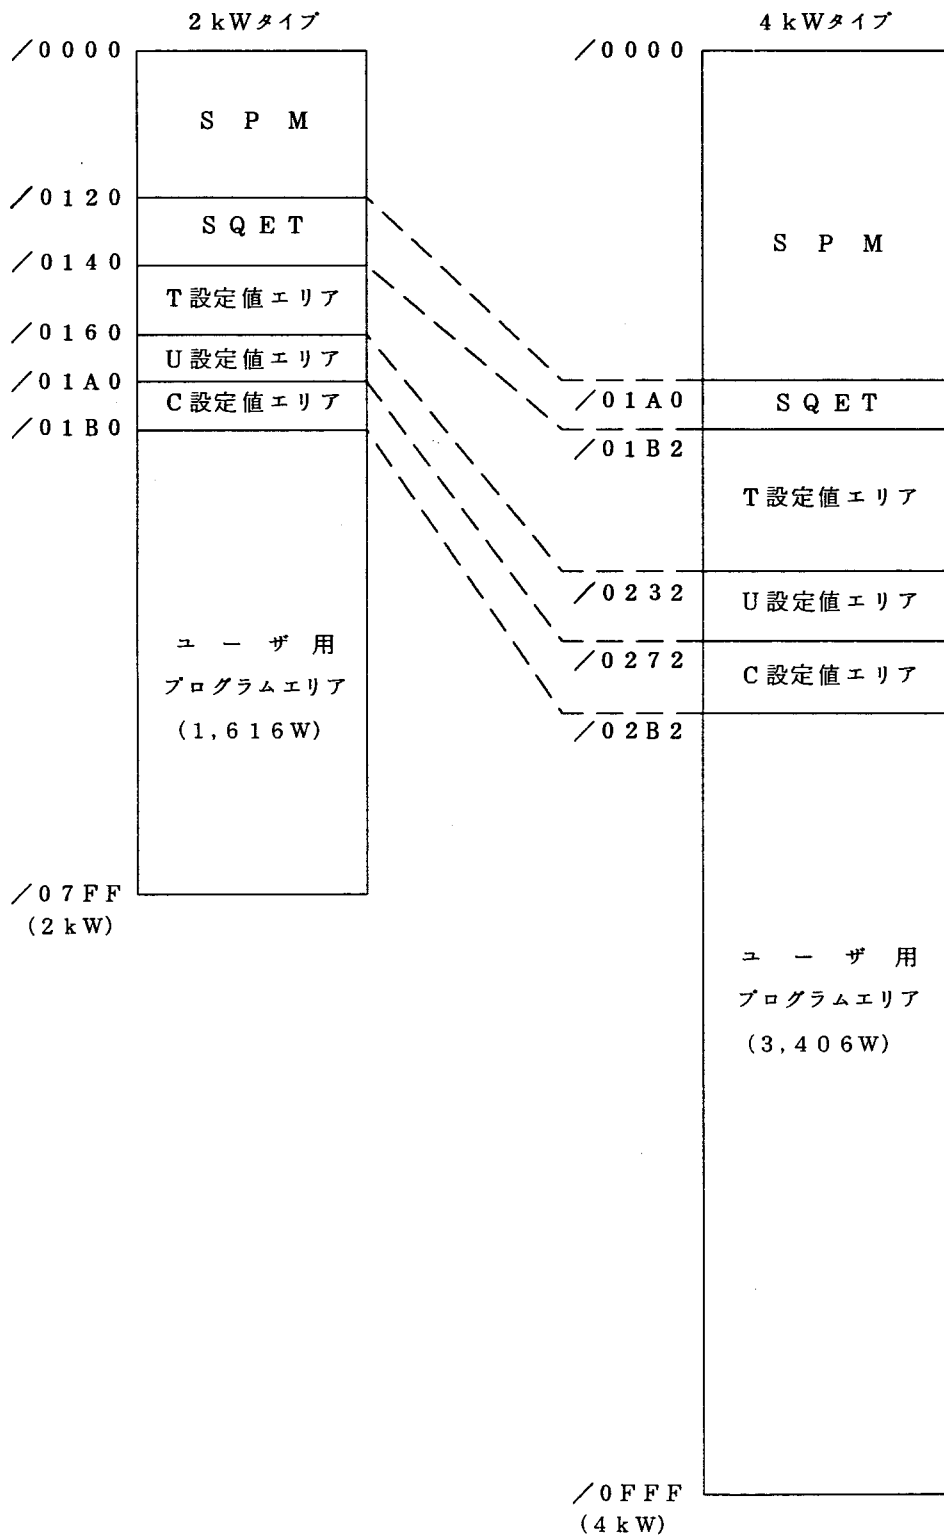 2kWタイプ
/0000
SPM
/0120
SQET
/0140
T設定値エリア
/0160
U設定値エリア
/01A0
C設定値エリア
/01B0
ユーザ用
プログラムエリア
(1,616W)
/07FF
(2kW)
4kWタイプ
/0000
SPM
/01A0
SQET
/01B2
T設定値エリア
/0232
U設定値エリア
/0272
C設定値エリア
/02B2
ユーザ用
プログラムエリア
(3,406W)
/0FFF
(4kW)